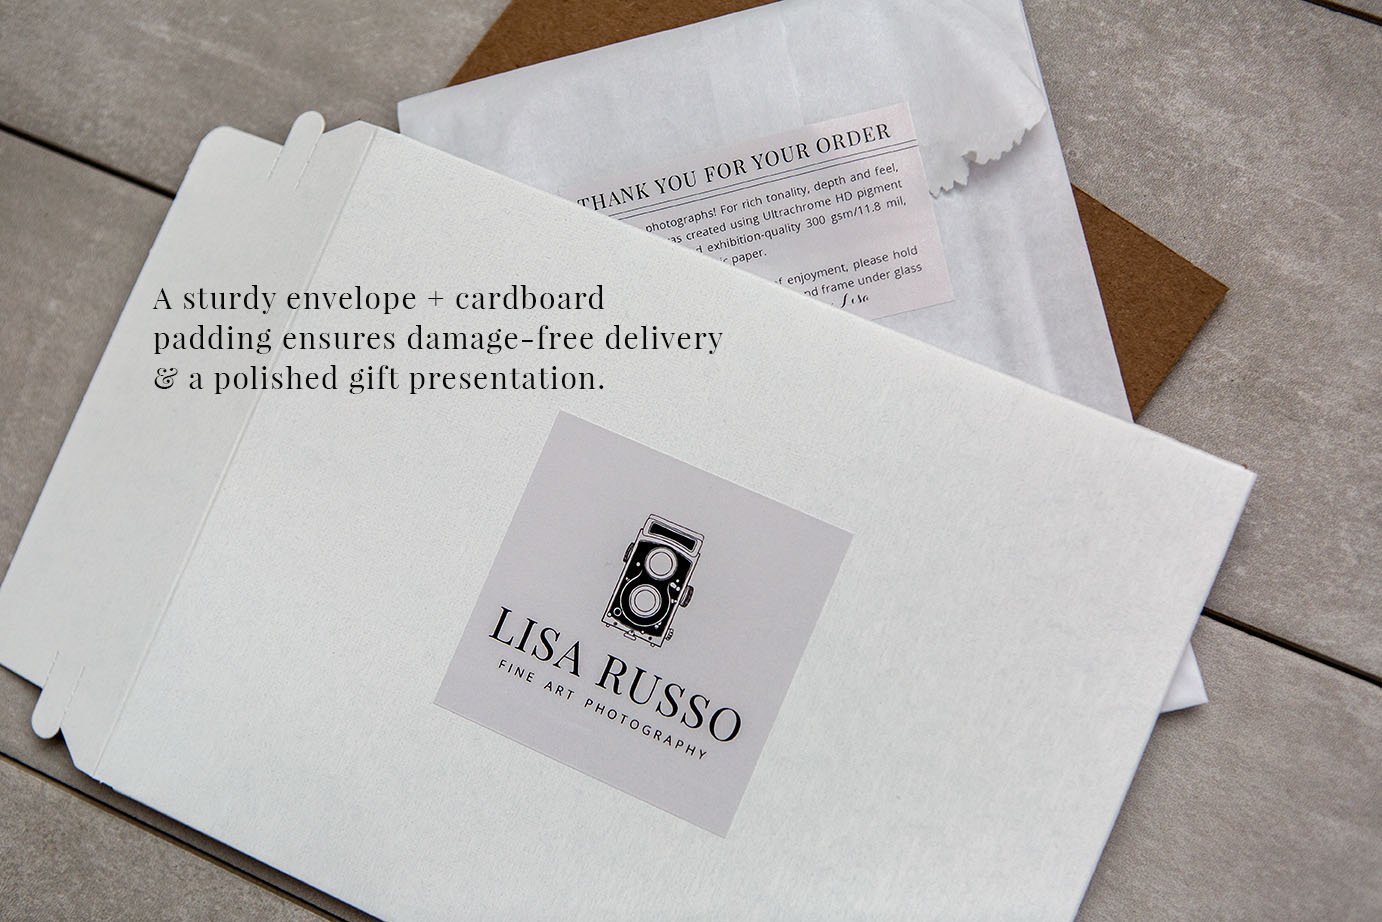 THANK YOU FOR YOUR ORDER
photographs! For rich tonality, depth and feel,
was created using Ultrachrome HD pigment
exhibition-quality 300 gsm/11.8 mil,
paper.
of enjoyment, please hold
frame under glass
Lisa
A sturdy envelope + cardboard
padding ensures damage-free delivery
& a polished gift presentation.
LISA RUSSO
FINE ART PHOTOGRAPHY